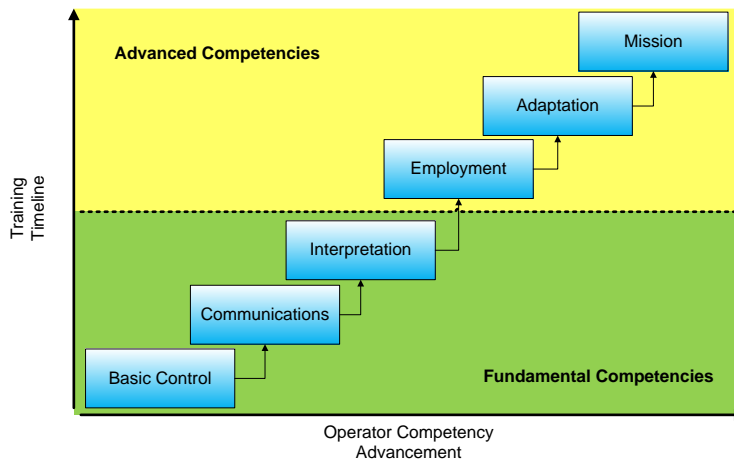 Mission
Advanced Competencies
Adaptation
Employment
Training
Timeline
Interpretation
Communications
Basic Control
Fundamental Competencies
Operator Competency
Advancement